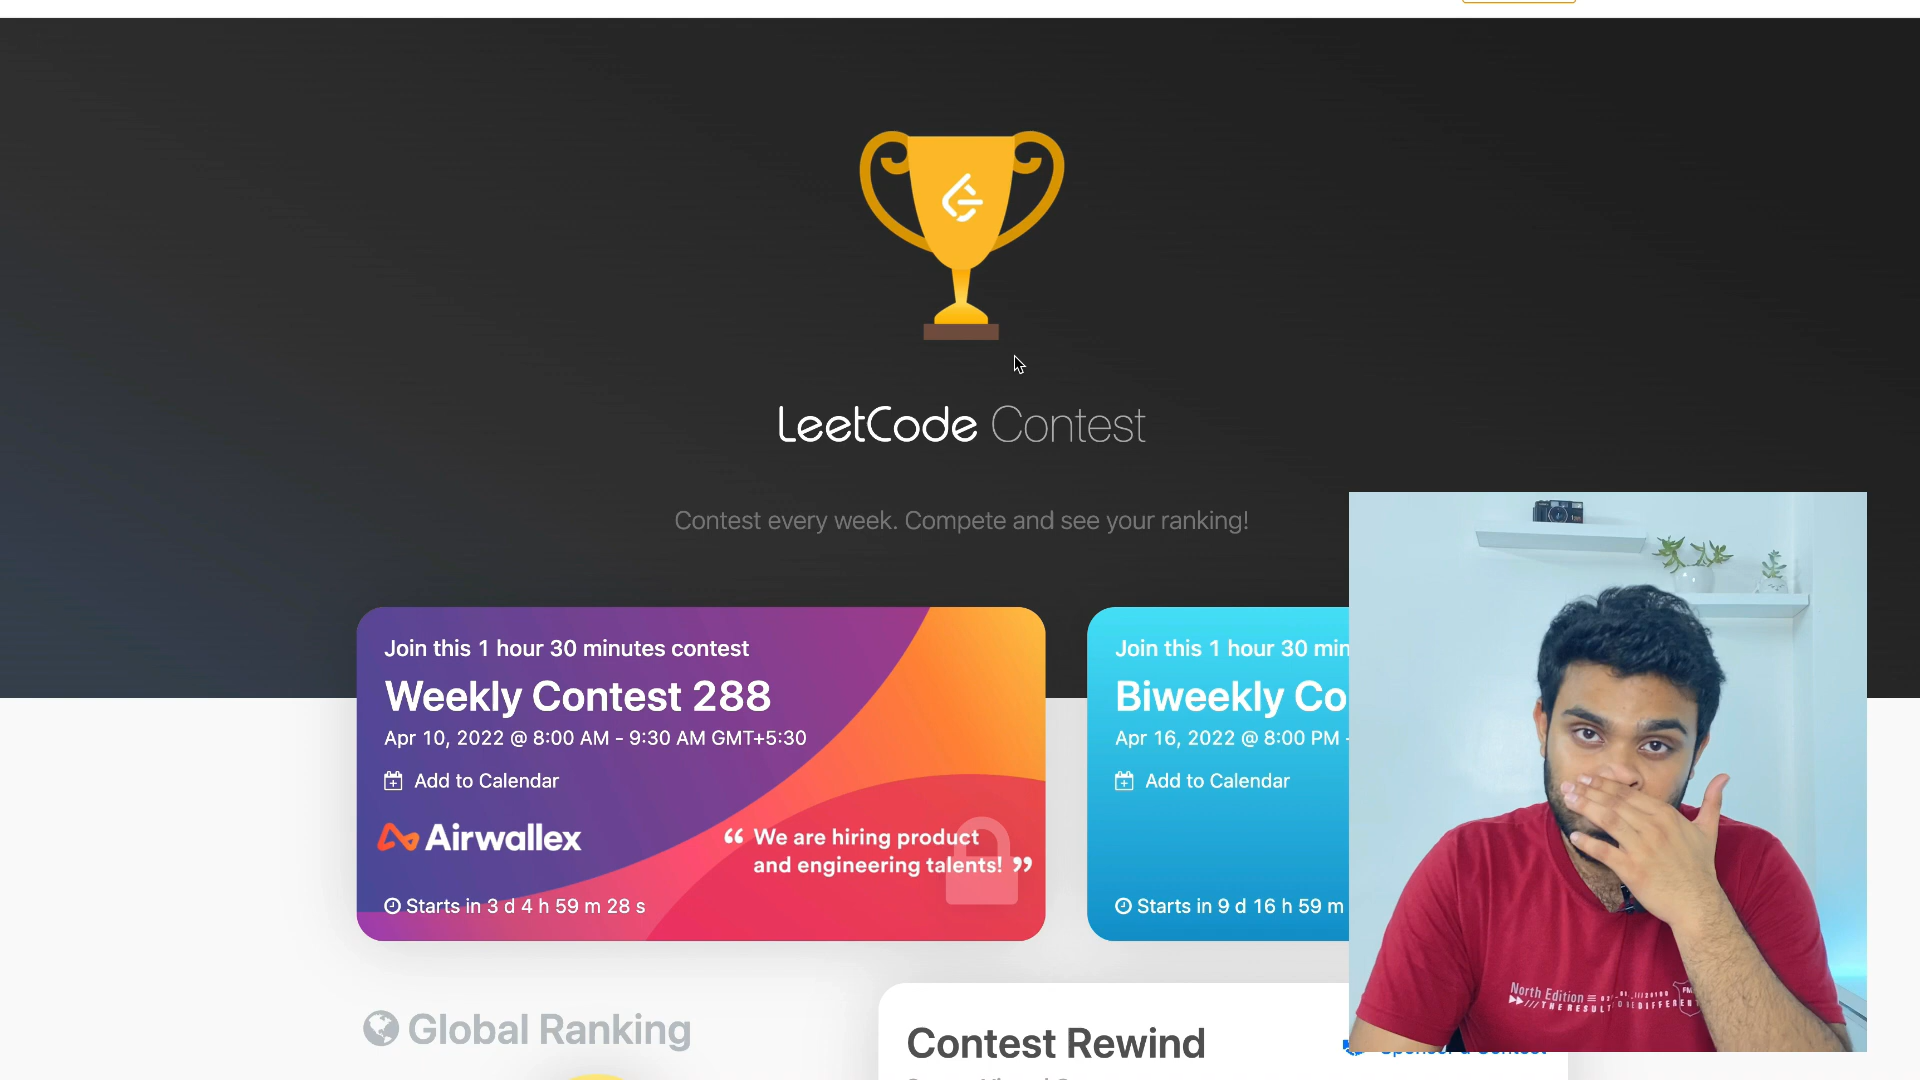 LeetCode Contest
Contest every week. Compete and see your ranking!
Join this 1 hour 30 minutes contest
Weekly Contest 288
Apr 10, 2022 @ 8:00 AM - 9:30 AM GMT+5:30
Add to Calendar
Airwallex
“ We are hiring product
and engineering talents! ”
Starts in 3 d 4 h 59 m 28 s
Join this 1 hour 30 min
Biweekly Co
Apr 16, 2022 @ 8:00 PM -
Add to Calendar
Starts in 9 d 16 h 59 m
North Edition
THE RESULT
Global Ranking
Contest Rewind
Sponsor a Contest